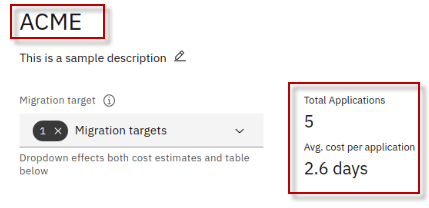 ACME
This is a sample description
Migration target
1 × Migration targets
Dropdown effects both cost estimates and table
below
Total Applications
5
Avg. cost per application
2.6 days